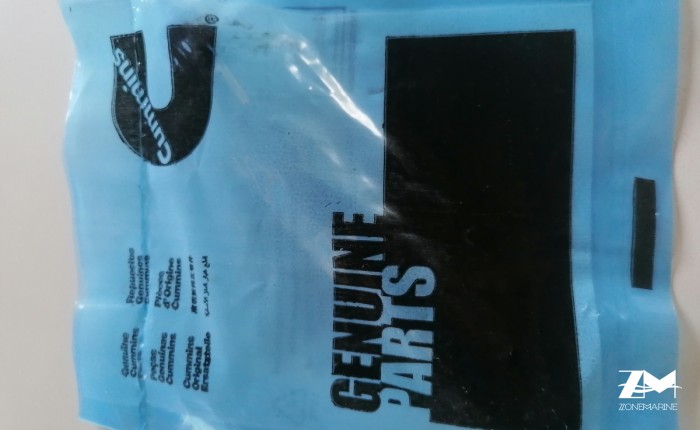 Cummins
®
GENUINE
PARTS
Genuine
Cummins
Parts
Repuestos
Genuinos
Cummins
Peças
Genuínas
Cummins
Pièces
d'Origine
Cummins
Cummins
Original
Ersatzteile
ZM
ZONEMARINE